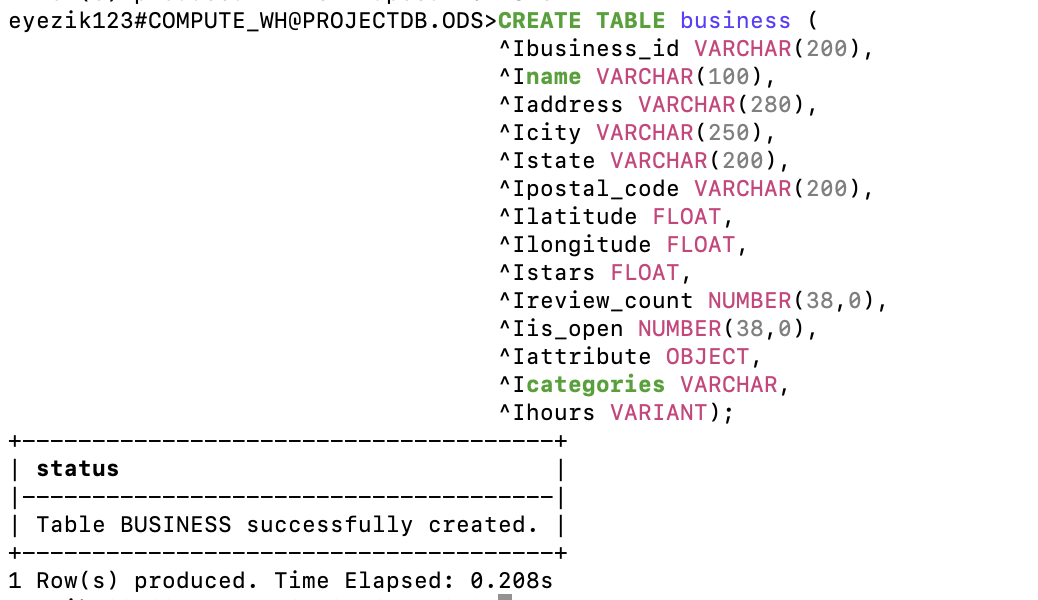 eyezik123#COMPUTE_WH@PROJECTDB.ODS>CREATE TABLE business (
^Ibusiness_id VARCHAR(200),
^Iname VARCHAR(100),
^Iaddress VARCHAR(280),
^Icity VARCHAR(250),
^Istate VARCHAR(200),
^Ipostal_code VARCHAR(200),
^Ilatitude FLOAT,
^Ilongitude FLOAT,
^Istars FLOAT,
^Ireview_count NUMBER(38,0),
^Iis_open NUMBER(38,0),
^Iattribute OBJECT,
^Icategories VARCHAR,
^Ihours VARIANT);
+--------------------------------------+
| status                               |
|--------------------------------------|
| Table BUSINESS successfully created. |
+--------------------------------------+
1 Row(s) produced. Time Elapsed: 0.208s